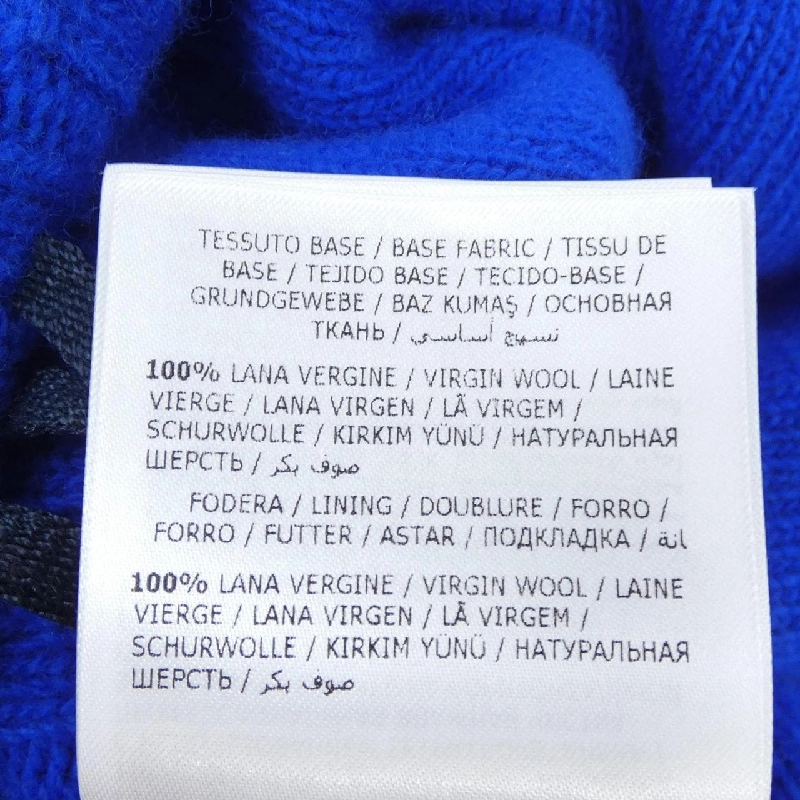 TESSUTO BASE / BASE FABRIC / TISSU DE
BASE / TEJIDO BASE / TECIDO-BASE /
GRUNDGEWEBE / BAZ KUMAŞ / ОСНОВНАЯ
ТКАНЬ / نسيج أساسي
100% LANA VERGINE / VIRGIN WOOL / LAINE
VIERGE / LANA VIRGEN / LÃ VIRGEM /
SCHURWOLLE / KIRKIM YÜNÜ / НАТУРАЛЬНАЯ
ШЕРСТЬ / صوف بكر
FODERA / LINING / DOUBLURE / FORRO /
FORRO / FUTTER / ASTAR / ПОДКЛАДКА /
100% LANA VERGINE / VIRGIN WOOL / LAINE
VIERGE / LANA VIRGEN / LÃ VIRGEM /
SCHURWOLLE / KIRKIM YÜNÜ / НАТУРАЛЬНАЯ
ШЕРСТЬ / صوف بكر